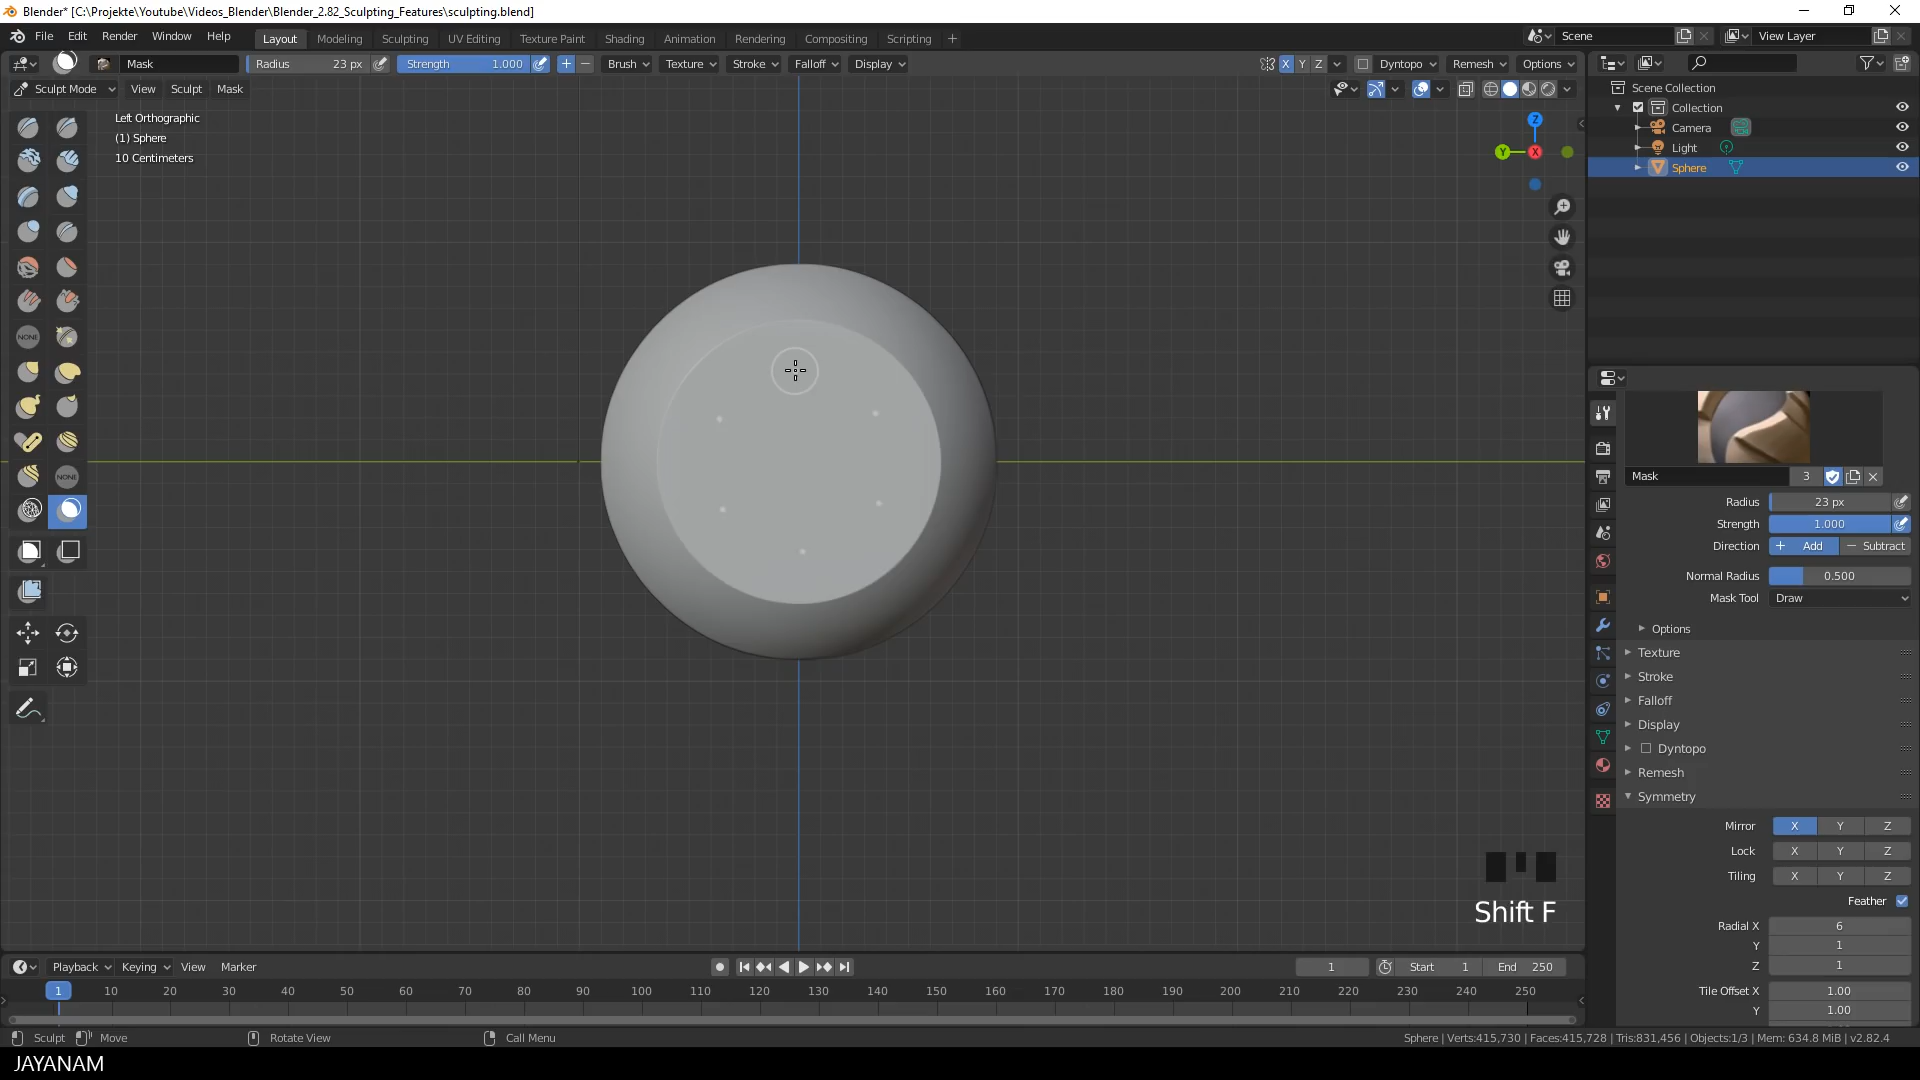 Blender* [C:\Projekte\Youtube\Videos_Blender\Blender_2.82_Sculpting_Features\sculpting.blend]
File Edit Render Window Help Layout Modeling Sculpting UV Editing Texture Paint Shading Animation Rendering Compositing Scripting + Scene View Layer
Mask Radius 23 px Strength 1.000 + − Brush Texture Stroke Falloff Display X Y Z Dyntopo Remesh Options
Sculpt Mode View Sculpt Mask
Left Orthographic
(1) Sphere
10 Centimeters
Z
Y
X
NONE
NONE
Scene Collection
Collection
Camera
Light
Sphere
Mask 3
Radius 23 px
Strength 1.000
Direction + Add − Subtract
Normal Radius 0.500
Mask Tool Draw
Options
Texture
Stroke
Falloff
Display
Dyntopo
Remesh
Symmetry
Mirror X Y Z
Lock X Y Z
Tiling X Y Z
Feather
Radial X 6
Y 1
Z 1
Tile Offset X 1.00
Y 1.00
Shift F
Playback Keying View Marker 1 Start 1 End 250
1 10 20 30 40 50 60 70 80 90 100 110 120 130 140 150 160 170 180 190 200 210 220 230 240 250
Sculpt Move Rotate View Call Menu Sphere | Verts:415,730 | Faces:415,728 | Tris:831,456 | Objects:1/3 | Mem: 634.8 MiB | v2.82.4
JAYANAM